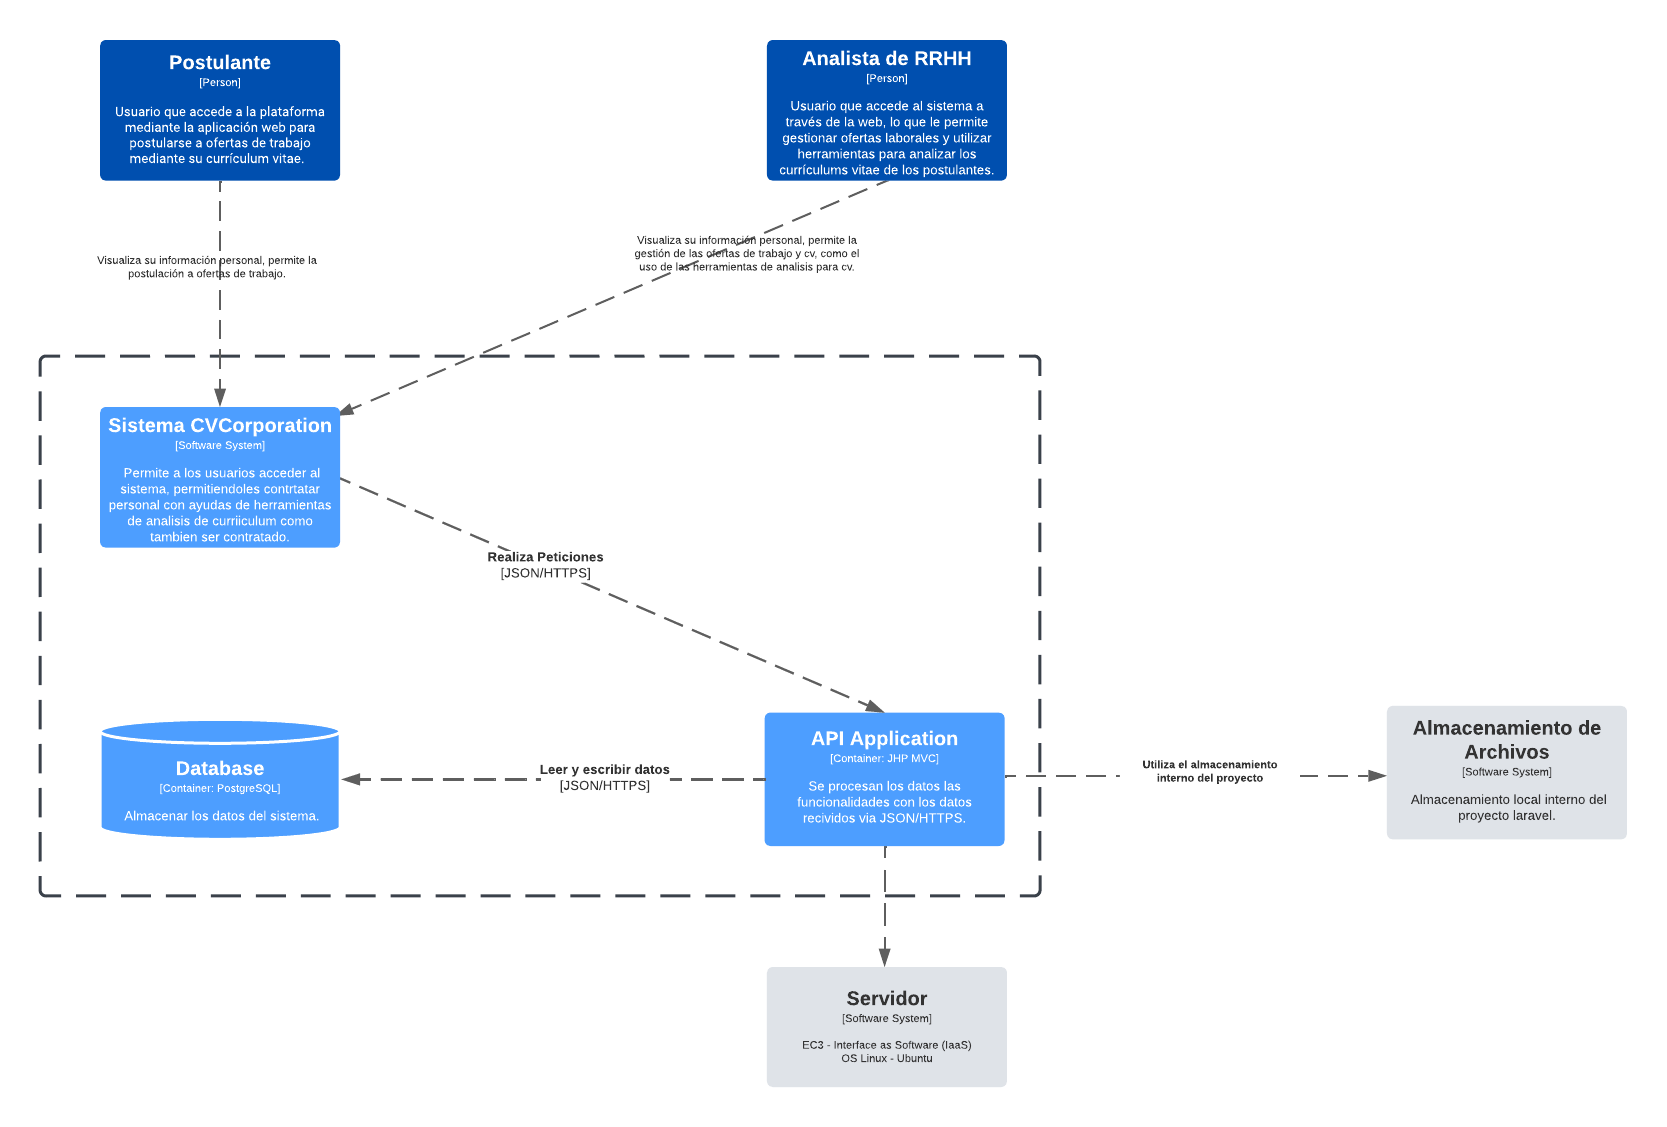 Postulante
[Person]
Usuario que accede a la plataforma
mediante la aplicación web para
postularse a ofertas de trabajo
mediante su currículum vitae.
Analista de RRHH
[Person]
Usuario que accede al sistema a
través de la web, lo que le permite
gestionar ofertas laborales y utilizar
herramientas para analizar los
currículums vitae de los postulantes.
Visualiza su información personal, permite la
postulación a ofertas de trabajo.
Visualiza su información personal, permite la
gestión de las ofertas de trabajo y cv, como el
uso de las herramientas de analisis para cv.
Sistema CVCorporation
[Software System]
Permite a los usuarios acceder al
sistema, permitiendoles contrtatar
personal con ayudas de herramientas
de analisis de curriiculum como
tambien ser contratado.
Realiza Peticiones
[JSON/HTTPS]
Database
[Container: PostgreSQL]
Almacenar los datos del sistema.
Leer y escribir datos
[JSON/HTTPS]
API Application
[Container: JHP MVC]
Se procesan los datos las
funcionalidades con los datos
recividos via JSON/HTTPS.
Utiliza el almacenamiento
interno del proyecto
Almacenamiento de
Archivos
[Software System]
Almacenamiento local interno del
proyecto laravel.
Servidor
[Software System]
EC3 - Interface as Software (IaaS)
OS Linux - Ubuntu